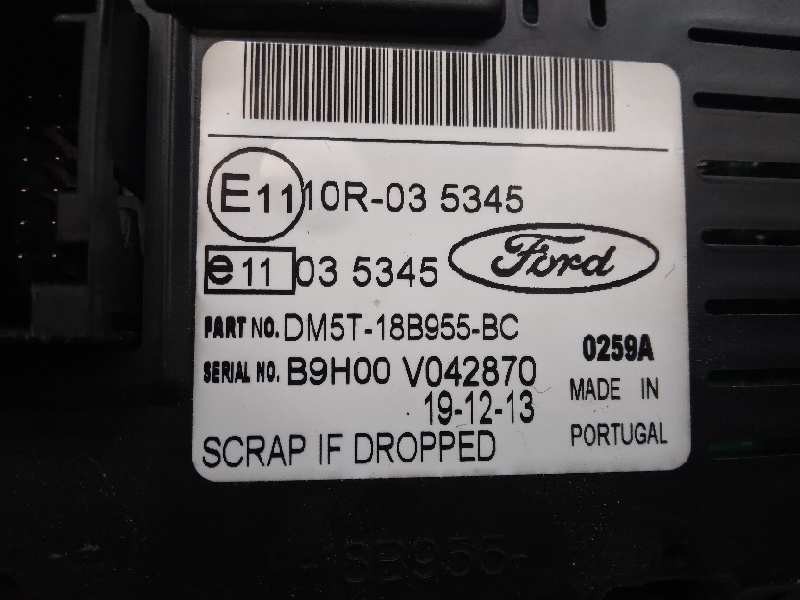 E11 10R-03 5345
e11 03 5345
Ford
PART NO. DM5T-18B955-BC
0259A
SERIAL NO. B9H00 V042870
MADE IN
19-12-13
PORTUGAL
SCRAP IF DROPPED